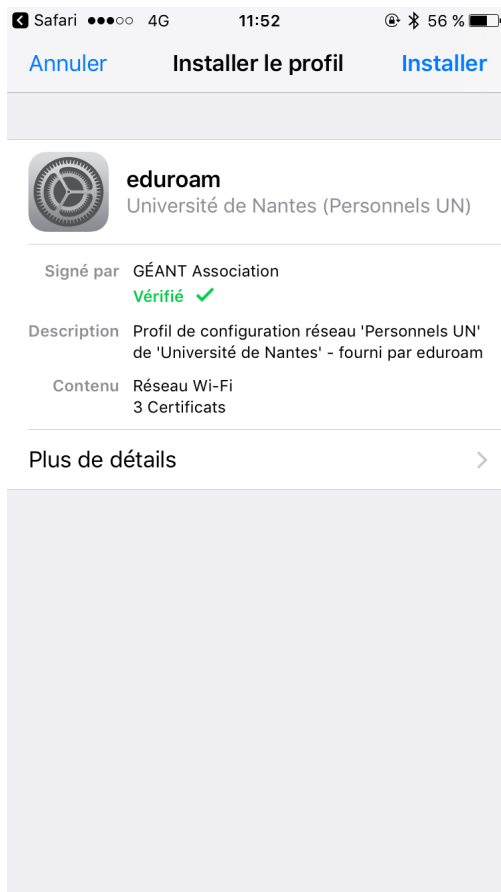 Safari 4G 11:52 56 %
Annuler Installer le profil Installer
eduroam
Université de Nantes (Personnels UN)
Signé par GÉANT Association
Vérifié
Description Profil de configuration réseau 'Personnels UN'
de 'Université de Nantes' - fourni par eduroam
Contenu Réseau Wi-Fi
3 Certificats
Plus de détails